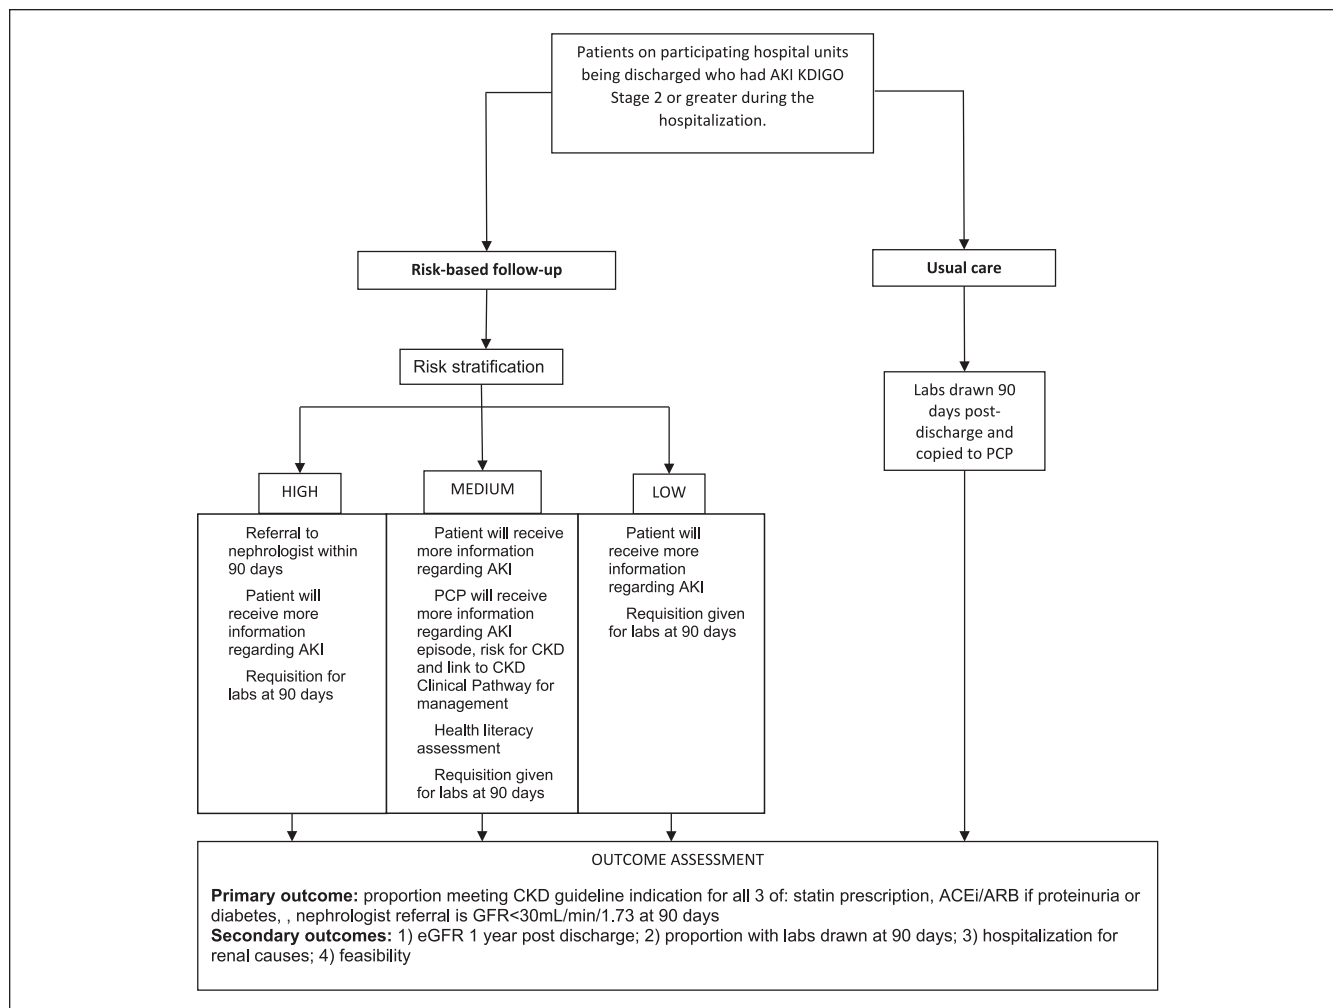 Patients on participating hospital units
being discharged who had AKI KDIGO
Stage 2 or greater during the
hospitalization.
Risk-based follow-up
Usual care
Risk stratification
Labs drawn 90
days post-
discharge and
copied to PCP
HIGH
MEDIUM
LOW
Referral to
nephrologist within
90 days
Patient will
receive more
information
regarding AKI
Requisition for
labs at 90 days
Patient will receive
more information
regarding AKI
PCP will receive
more information
regarding AKI
episode, risk for CKD
and link to CKD
Clinical Pathway for
management
Health literacy
assessment
Requisition given
for labs at 90 days
Patient will
receive more
information
regarding AKI
Requisition given
for labs at 90 days
OUTCOME ASSESSMENT
Primary outcome: proportion meeting CKD guideline indication for all 3 of: statin prescription, ACEi/ARB if proteinuria or
diabetes, , nephrologist referral is GFR<30mL/min/1.73 at 90 days
Secondary outcomes: 1) eGFR 1 year post discharge; 2) proportion with labs drawn at 90 days; 3) hospitalization for
renal causes; 4) feasibility